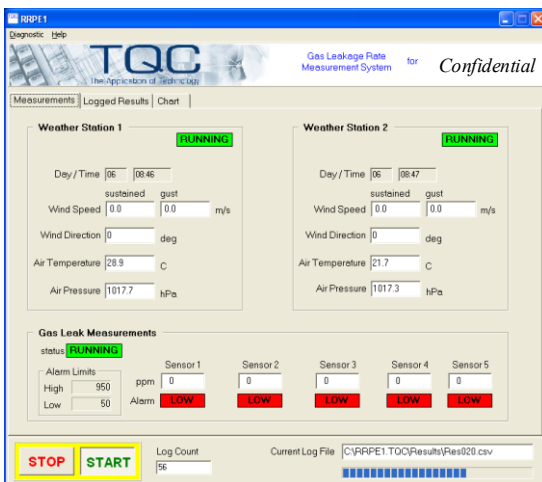 RRPE1
Diagnostic Help
TQC
The Application of Technology
Gas Leakage Rate
Measurement System
for
Confidential
Measurements Logged Results Chart
Weather Station 1
RUNNING
Day / Time 06 08:46
sustained gust
Wind Speed 0.0 0.0 m/s
Wind Direction 0 deg
Air Temperature 28.9 C
Air Pressure 1017.7 hPa
Weather Station 2
RUNNING
Day / Time 06 08:47
sustained gust
Wind Speed 0.0 0.0 m/s
Wind Direction 0 deg
Air Temperature 21.7 C
Air Pressure 1017.3 hPa
Gas Leak Measurements
status RUNNING
Alarm Limits
High 950
Low 50
Sensor 1 Sensor 2 Sensor 3 Sensor 4 Sensor 5
ppm 0 0 0 0 0
Alarm LOW LOW LOW LOW LOW
STOP START
Log Count
56
Current Log File C:\RRPE1.TQC\Results\Res020.csv